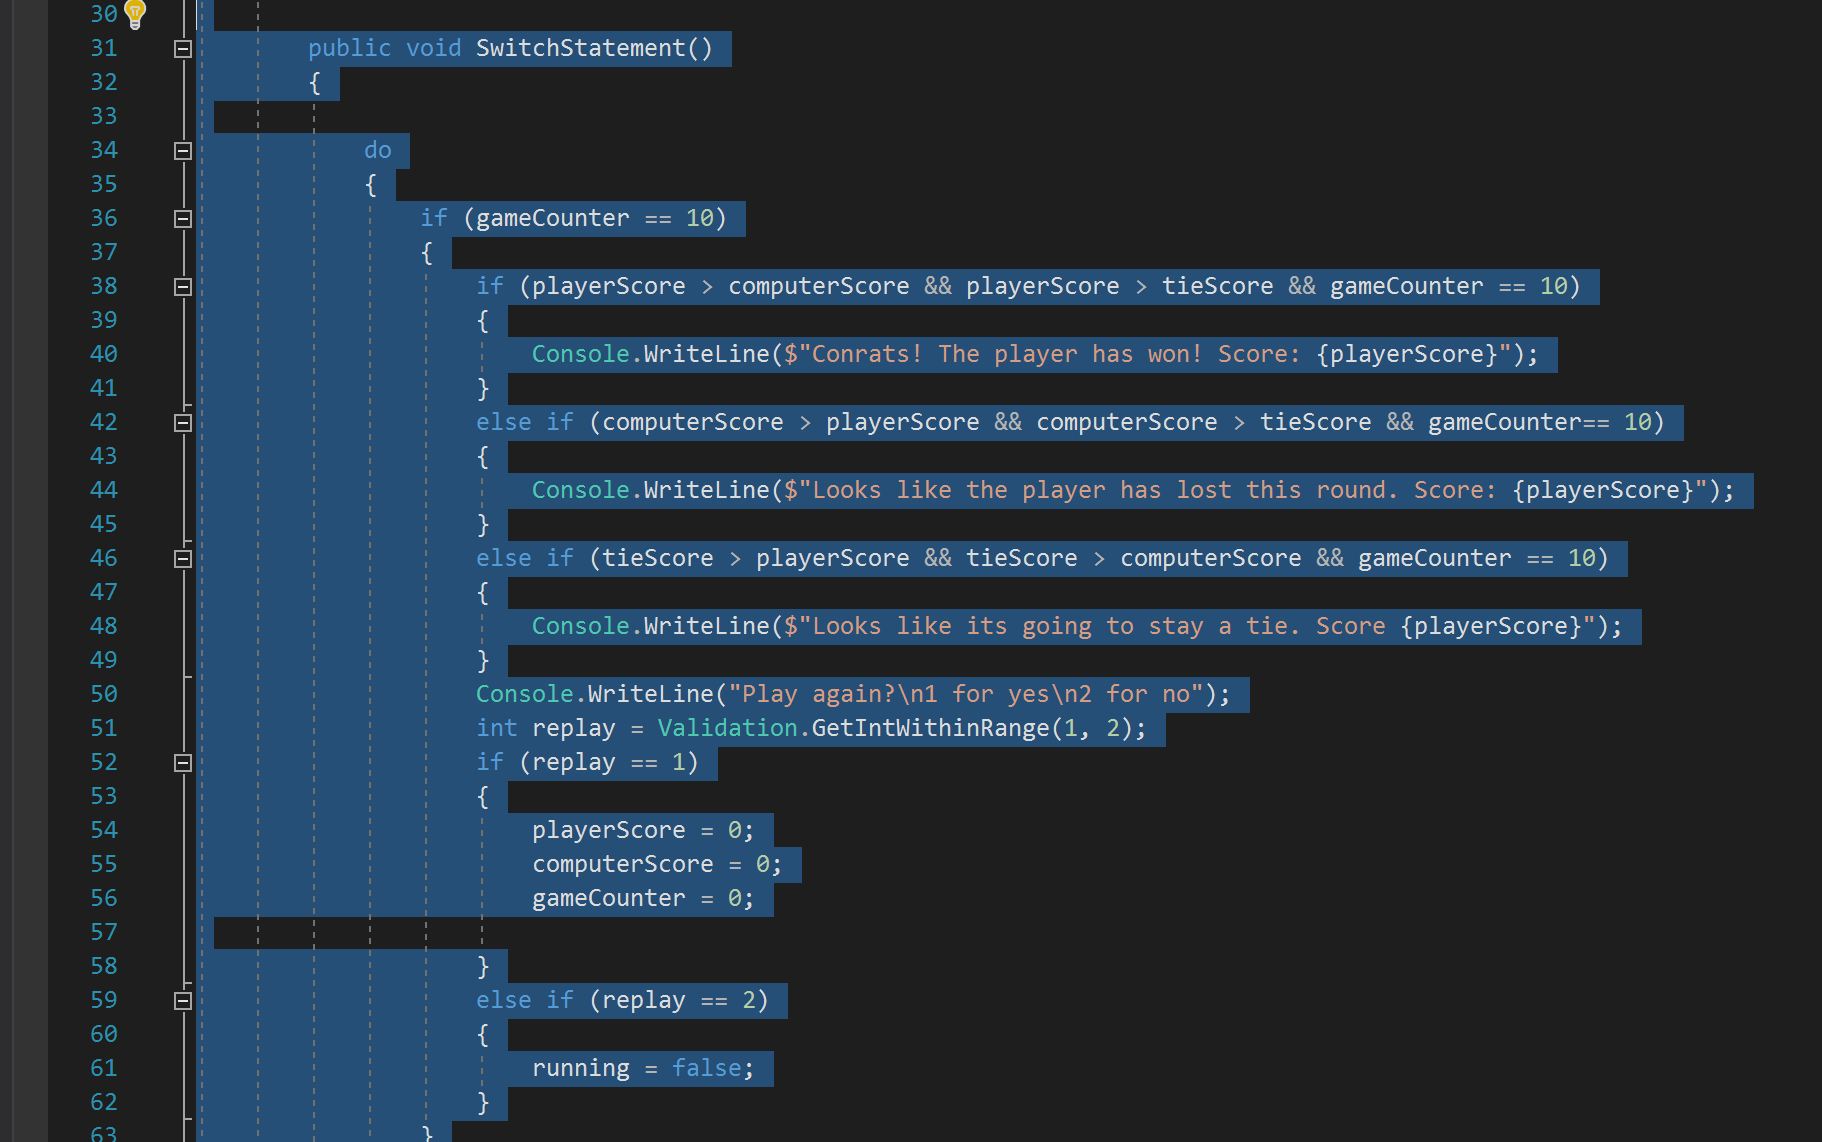 30
31 public void SwitchStatement()
32 {
33
34 do
35 {
36 if (gameCounter == 10)
37 {
38 if (playerScore > computerScore && playerScore > tieScore && gameCounter == 10)
39 {
40 Console.WriteLine($"Conrats! The player has won! Score: {playerScore}");
41 }
42 else if (computerScore > playerScore && computerScore > tieScore && gameCounter== 10)
43 {
44 Console.WriteLine($"Looks like the player has lost this round. Score: {playerScore}");
45 }
46 else if (tieScore > playerScore && tieScore > computerScore && gameCounter == 10)
47 {
48 Console.WriteLine($"Looks like its going to stay a tie. Score {playerScore}");
49 }
50 Console.WriteLine("Play again?\n1 for yes\n2 for no");
51 int replay = Validation.GetIntWithinRange(1, 2);
52 if (replay == 1)
53 {
54 playerScore = 0;
55 computerScore = 0;
56 gameCounter = 0;
57
58 }
59 else if (replay == 2)
60 {
61 running = false;
62 }
63 }